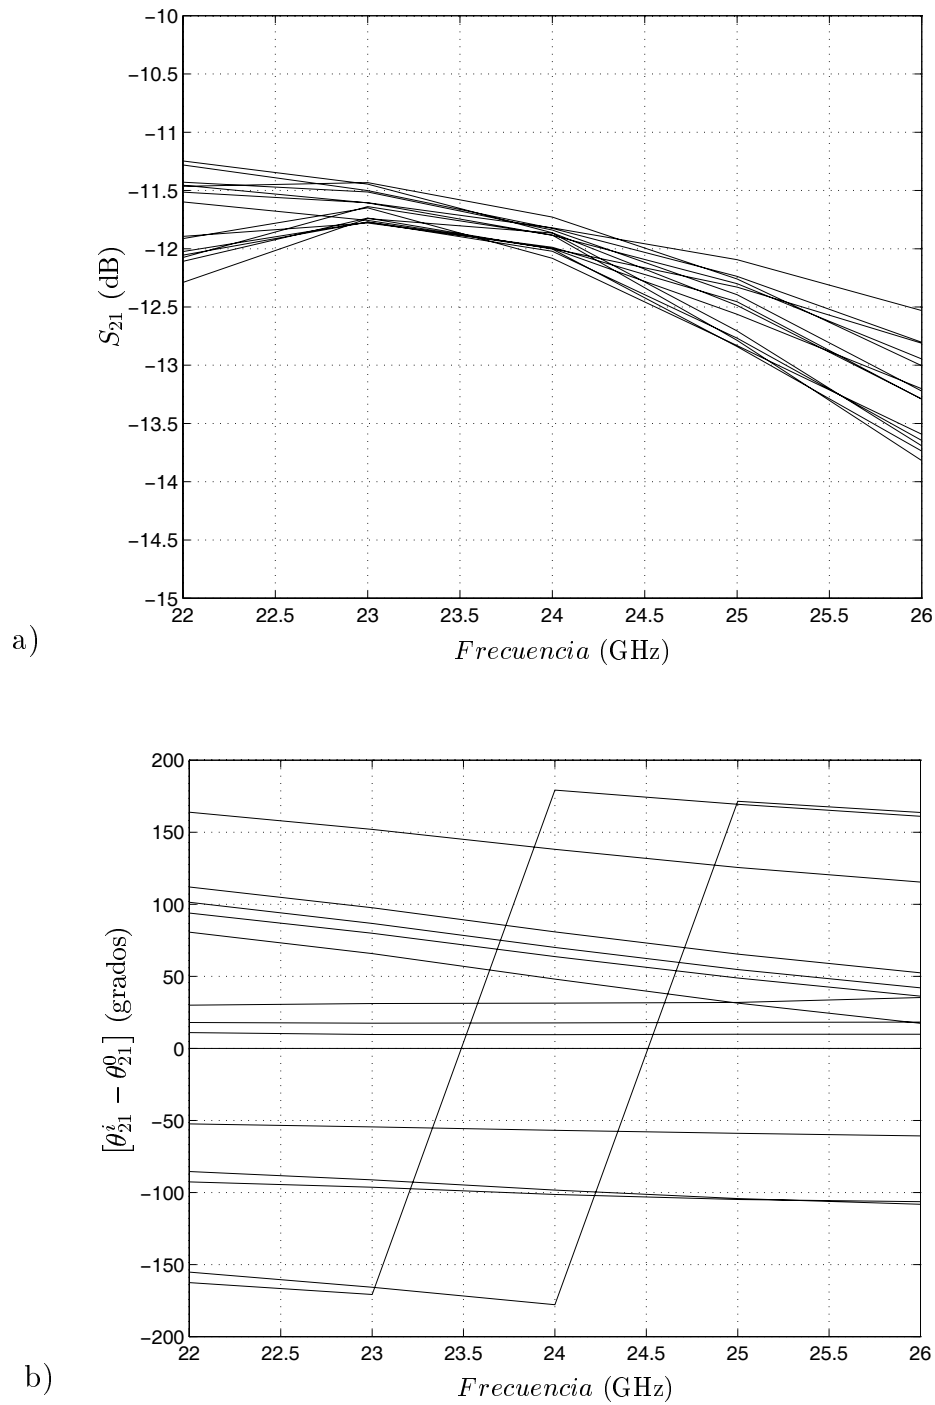 −10
−10.5
−11
−11.5
−12
−12.5
−13
−13.5
−14
−14.5
−15
S21 (dB)
22 22.5 23 23.5 24 24.5 25 25.5 26
Frecuencia (GHz)
a)
200
150
100
50
0
−50
−100
−150
−200
[θ^i_21 − θ^0_21] (grados)
22 22.5 23 23.5 24 24.5 25 25.5 26
Frecuencia (GHz)
b)